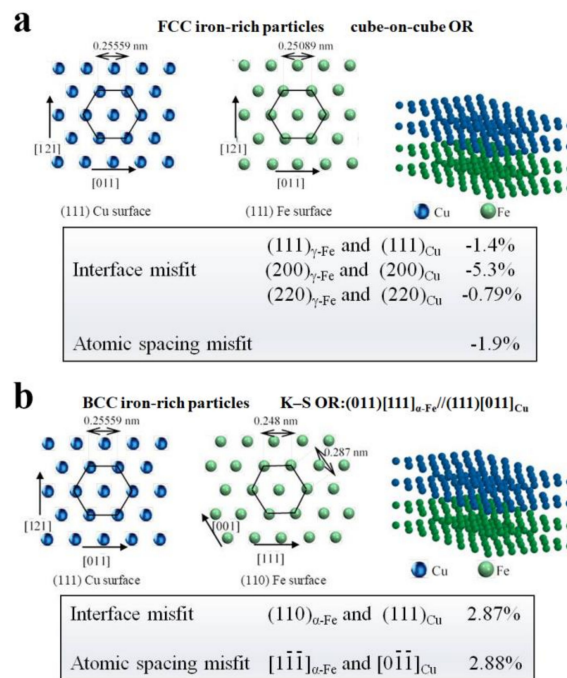 a
FCC iron-rich particles cube-on-cube OR
0.25559 nm 0.25089 nm
[121] [121]
[011] [011]
(111) Cu surface (111) Fe surface Cu Fe
(111)γ-Fe and (111)Cu -1.4%
Interface misfit (200)γ-Fe and (200)Cu -5.3%
(220)γ-Fe and (220)Cu -0.79%
Atomic spacing misfit -1.9%
b
BCC iron-rich particles K–S OR:(011)[111]α-Fe//(111)[011]Cu
0.25559 nm 0.248 nm
0.287nm
[121] [001]
[011] [111]
(111) Cu surface (110) Fe surface Cu Fe
Interface misfit (110)α-Fe and (111)Cu 2.87%
Atomic spacing misfit [11̄1̄]α-Fe and [01̄1̄]Cu 2.88%